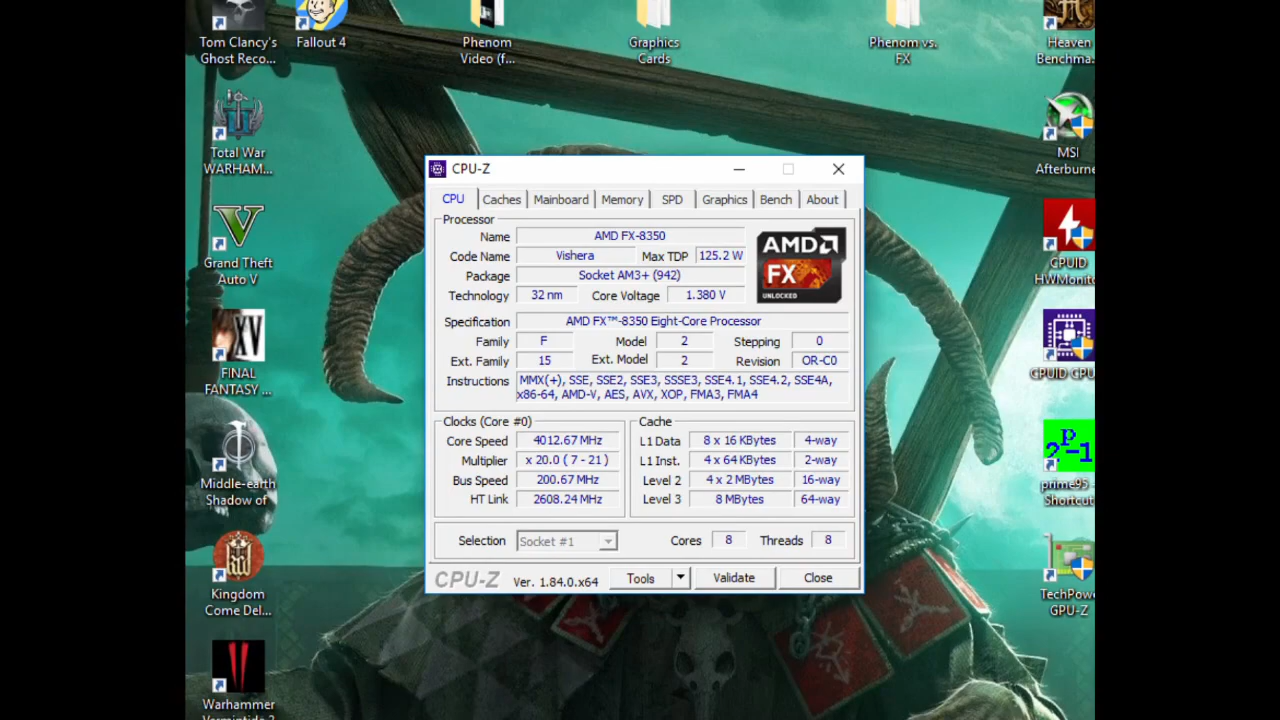 Tom Clancy's
Ghost Reco...
Fallout 4
Phenom
Video (f...
Graphics
Cards
Phenom vs.
FX
Heaven
Benchma...
Total War
WARHAM...
MSI
Afterburne
V
Grand Theft
Auto V
CPUID
HWMonito
XV
FINAL
FANTASY ...
CPUID CPU
Middle-earth
Shadow of
2P-1
prime95 -
Shortcut
Kingdom
Come Del...
TechPowe
GPU-Z
Warhammer
Vermintide 2
CPU-Z
CPU Caches Mainboard Memory SPD Graphics Bench About
Processor
Name AMD FX-8350
Code Name Vishera Max TDP 125.2 W
Package Socket AM3+ (942)
Technology 32 nm Core Voltage 1.380 V
AMD
FX
UNLOCKED
Specification AMD FX™-8350 Eight-Core Processor
Family F Model 2 Stepping 0
Ext. Family 15 Ext. Model 2 Revision OR-C0
Instructions MMX(+), SSE, SSE2, SSE3, SSSE3, SSE4.1, SSE4.2, SSE4A,
x86-64, AMD-V, AES, AVX, XOP, FMA3, FMA4
Clocks (Core #0)
Core Speed 4012.67 MHz
Multiplier x 20.0 ( 7 - 21 )
Bus Speed 200.67 MHz
HT Link 2608.24 MHz
Cache
L1 Data 8 x 16 KBytes 4-way
L1 Inst. 4 x 64 KBytes 2-way
Level 2 4 x 2 MBytes 16-way
Level 3 8 MBytes 64-way
Selection Socket #1 Cores 8 Threads 8
CPU-Z Ver. 1.84.0.x64 Tools Validate Close